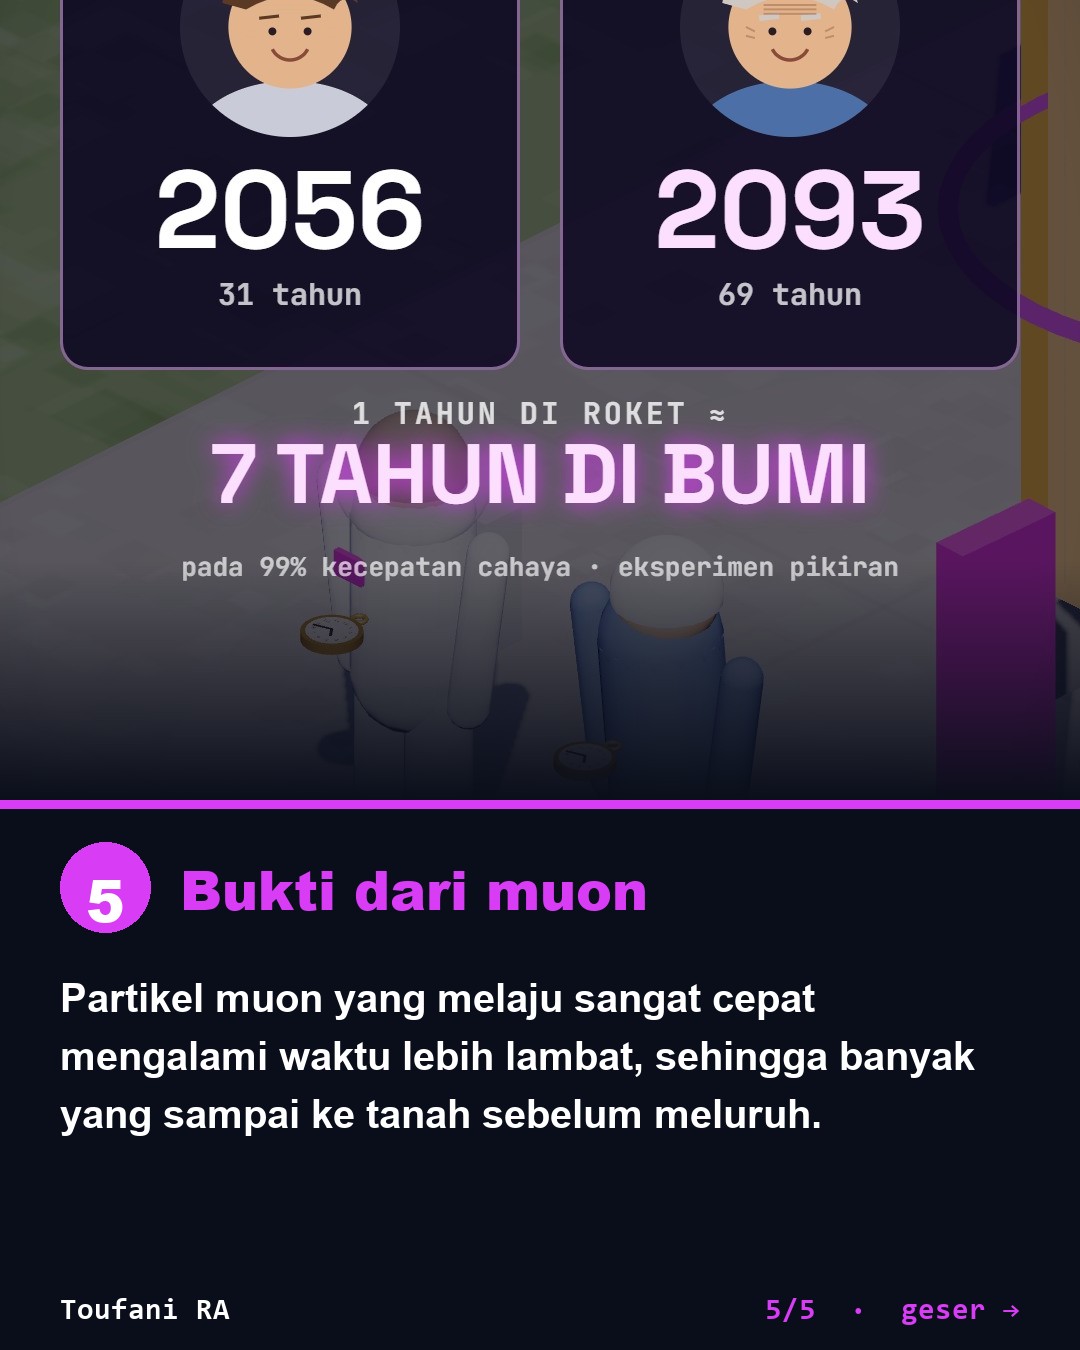 2056
31 tahun
2093
69 tahun
1 TAHUN DI ROKET ≈
7 TAHUN DI BUMI
pada 99% kecepatan cahaya · eksperimen pikiran
5
Bukti dari muon
Partikel muon yang melaju sangat cepat
mengalami waktu lebih lambat, sehingga banyak
yang sampai ke tanah sebelum meluruh.
Toufani RA
5/5 · geser →